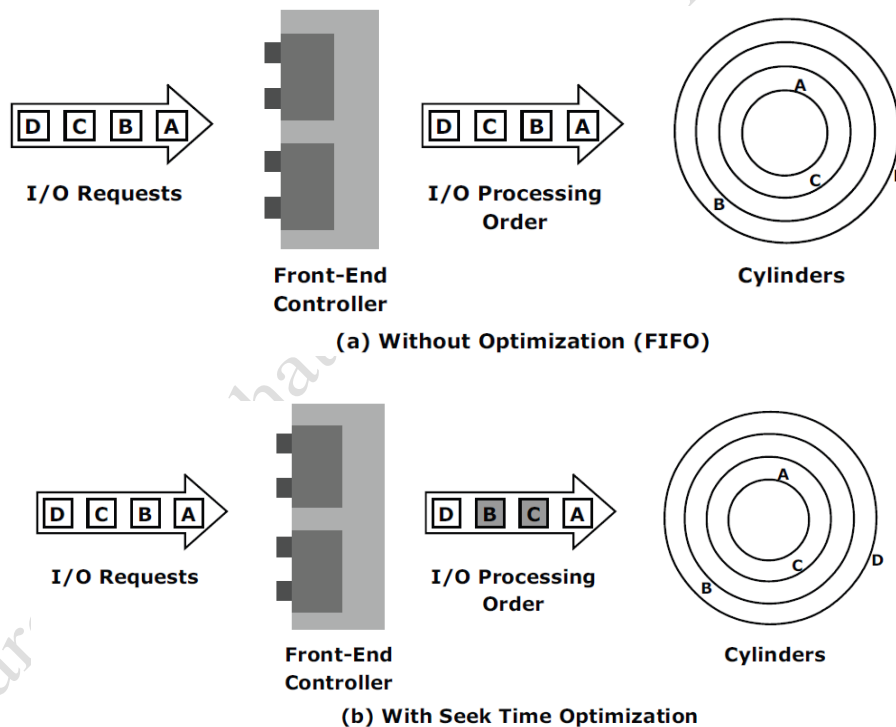 D C B A
I/O Requests
Front-End
Controller
D C B A
I/O Processing
Order
A
C
B
Cylinders
(a) Without Optimization (FIFO)
D C B A
I/O Requests
Front-End
Controller
D B C A
I/O Processing
Order
A
D
C
B
Cylinders
(b) With Seek Time Optimization